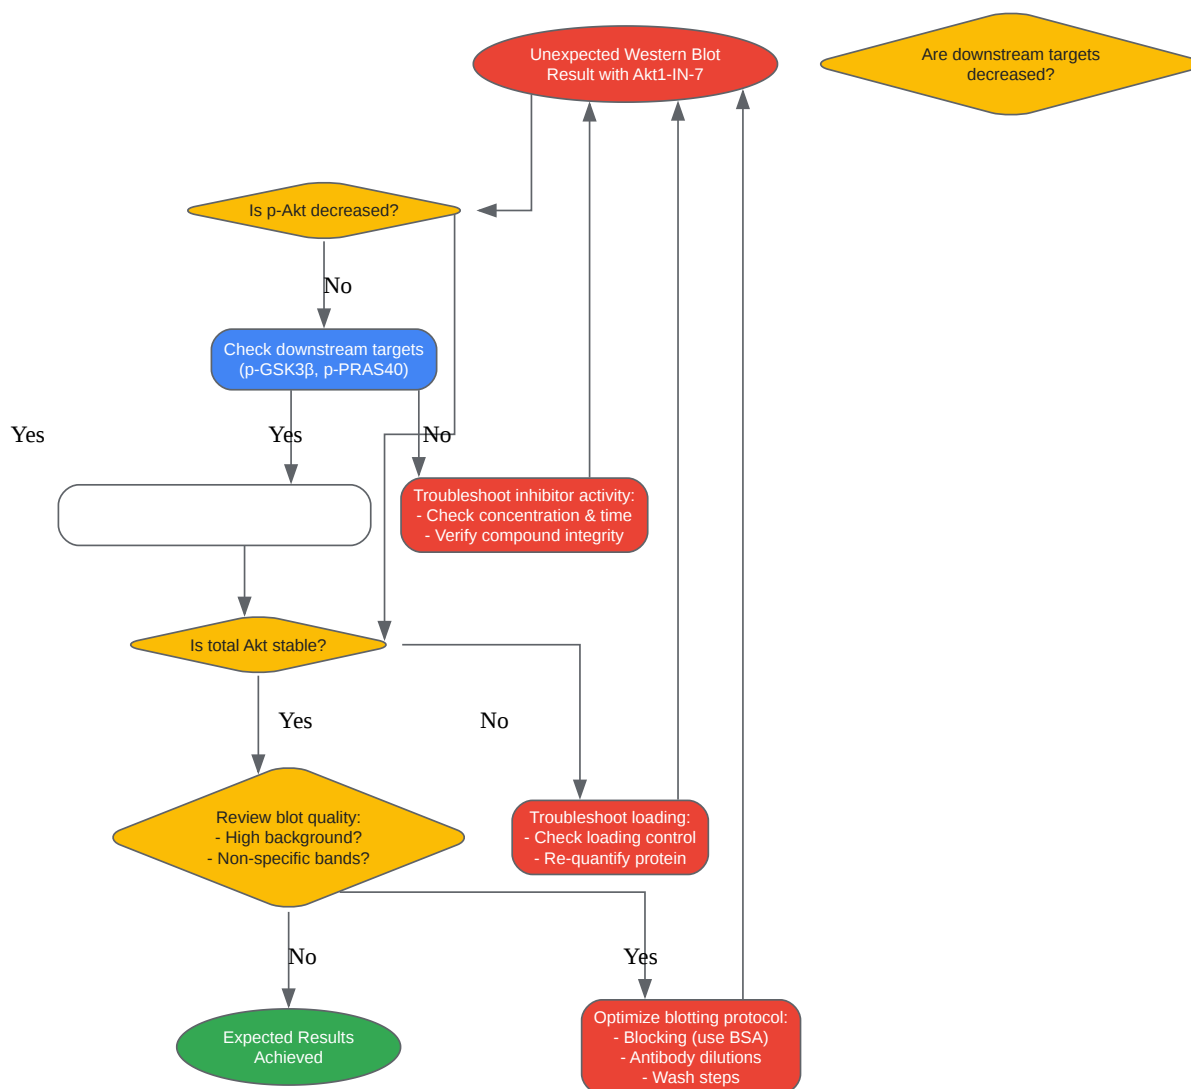 Unexpected Western Blot
Result with Akt1-IN-7
Are downstream targets
decreased?
Is p-Akt decreased?
No
Check downstream targets
(p-GSK3β, p-PRAS40)
Yes
Yes
No
Troubleshoot inhibitor activity:
- Check concentration & time
- Verify compound integrity
Is total Akt stable?
Yes
No
Review blot quality:
- High background?
- Non-specific bands?
Troubleshoot loading:
- Check loading control
- Re-quantify protein
No
Yes
Expected Results
Achieved
Optimize blotting protocol:
- Blocking (use BSA)
- Antibody dilutions
- Wash steps